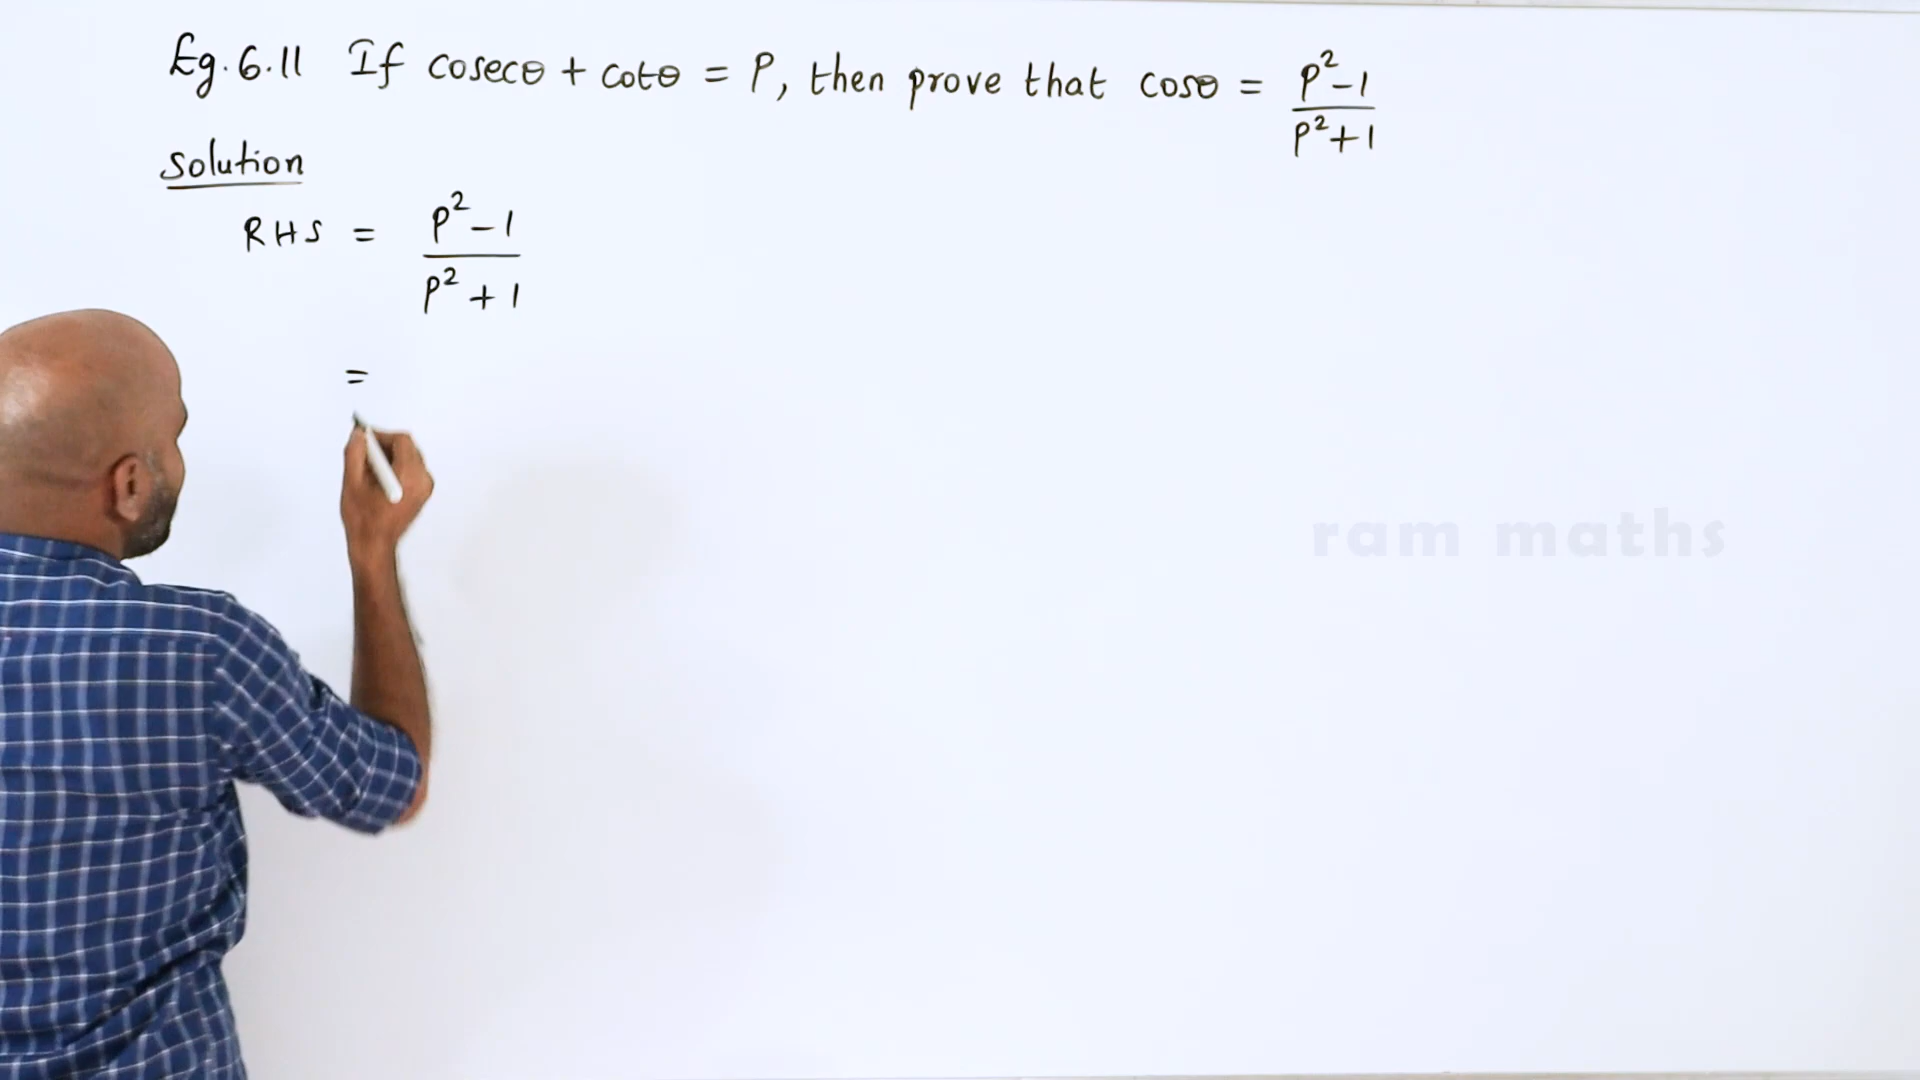 Eg. 6.11 If cosecθ + cotθ = P, then prove that cosθ = P²-1 / P²+1
Solution
RHS = P²-1 / P²+1
=
ram maths